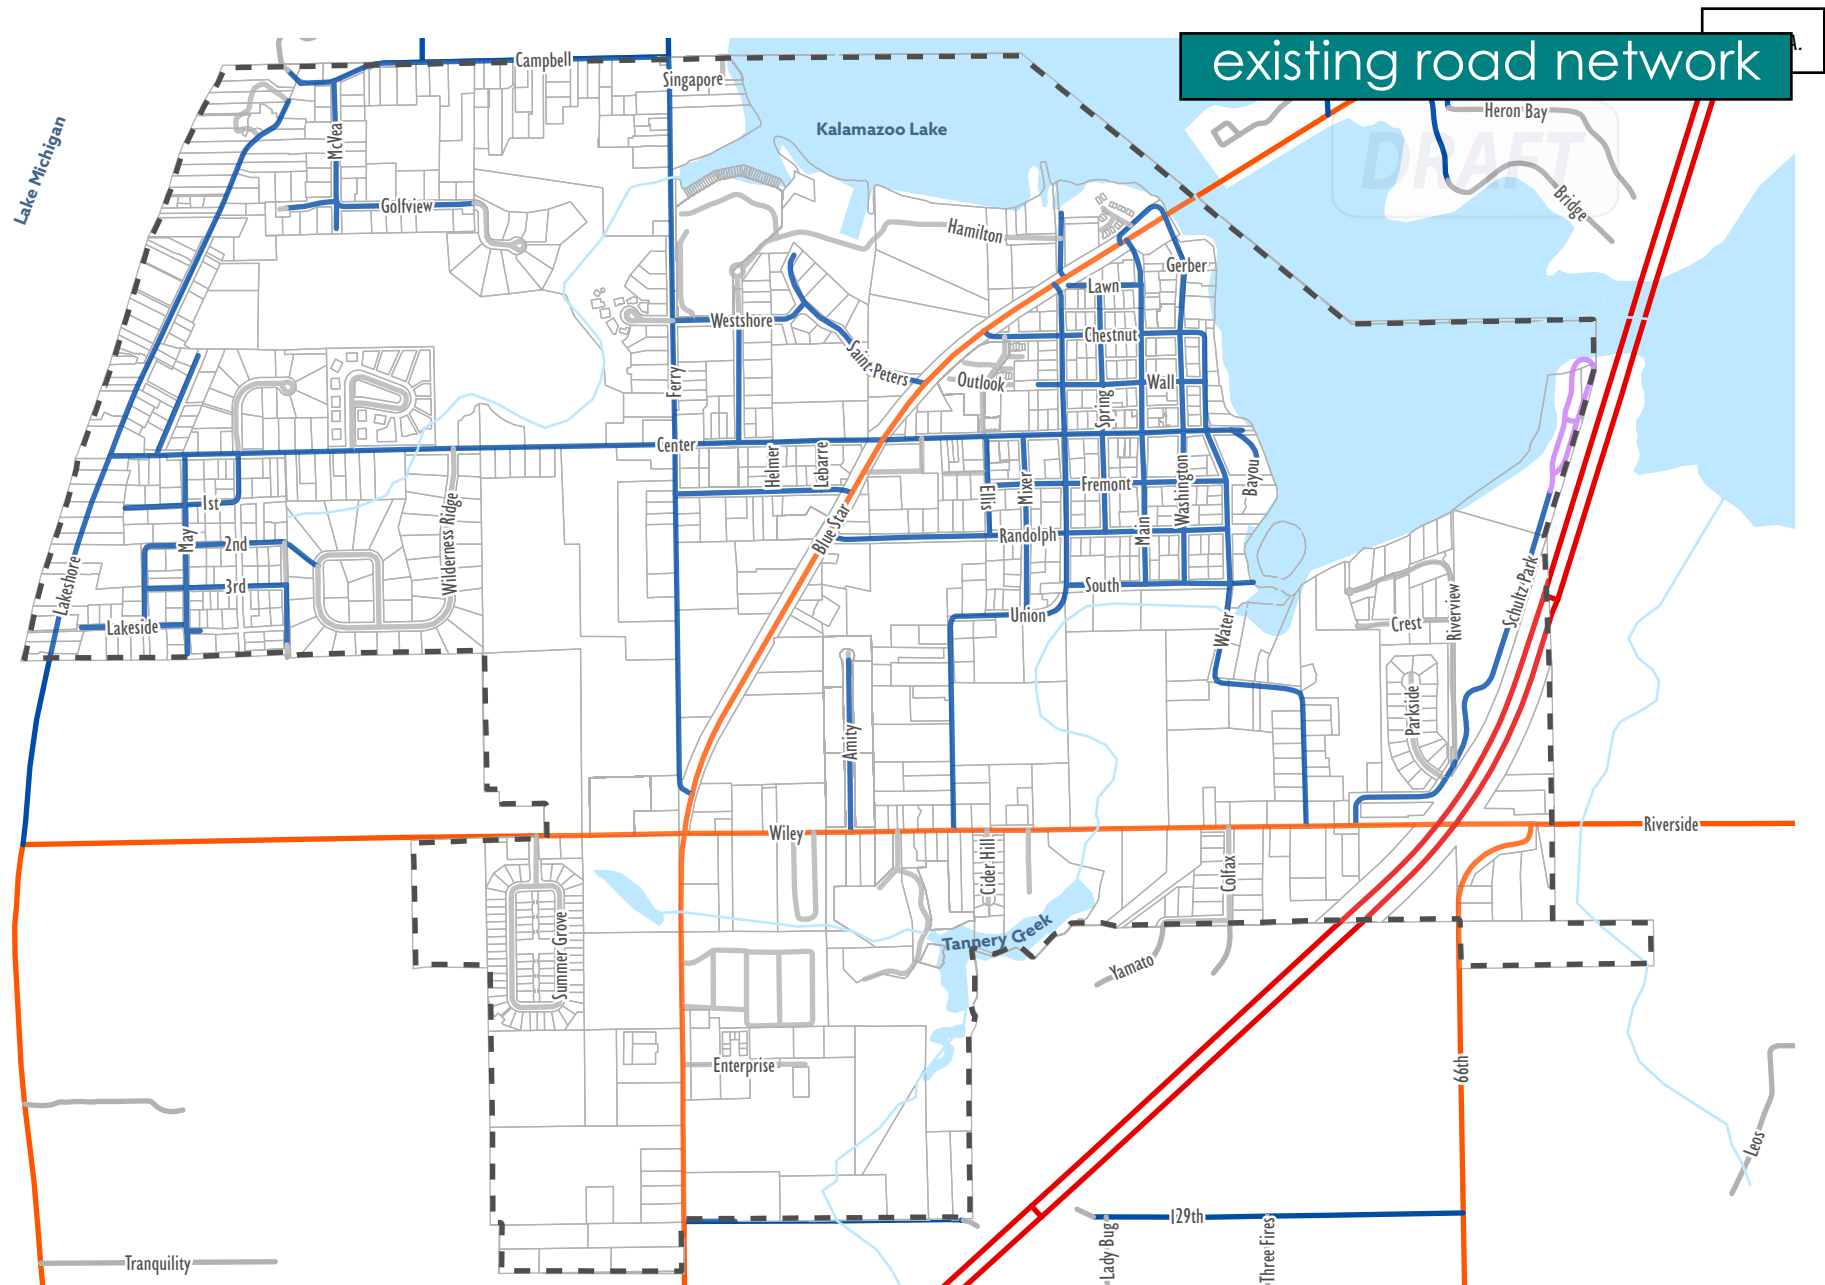 A.
existing road network
Campbell
Singapore
Heron Bay
Kalamazoo Lake
DRAFT
McVea
Lake Michigan
Bridge
Golfview
Hamilton
Gerber
Lawn
Westshore
Chestnut
Saint-Peters
Ferry
Outlook
Wall
Spring
Center
Helmer
Lebarre
Ellis
Mixer
Fremont
Washington
Bayou
1st
May
Wilderness Ridge
Blue Star
Main
Randolph
2nd
Lakeshore
3rd
South
Schultz Park
Riverview
Crest
Lakeside
Union
Water
Parkside
Amity
Wiley
Riverside
Cider Hill
Colfax
Summer Grove
Tannery Creek
Yamato
Enterprise
66th
Leos
129th
Lady Bug
Three Fires
Tranquility